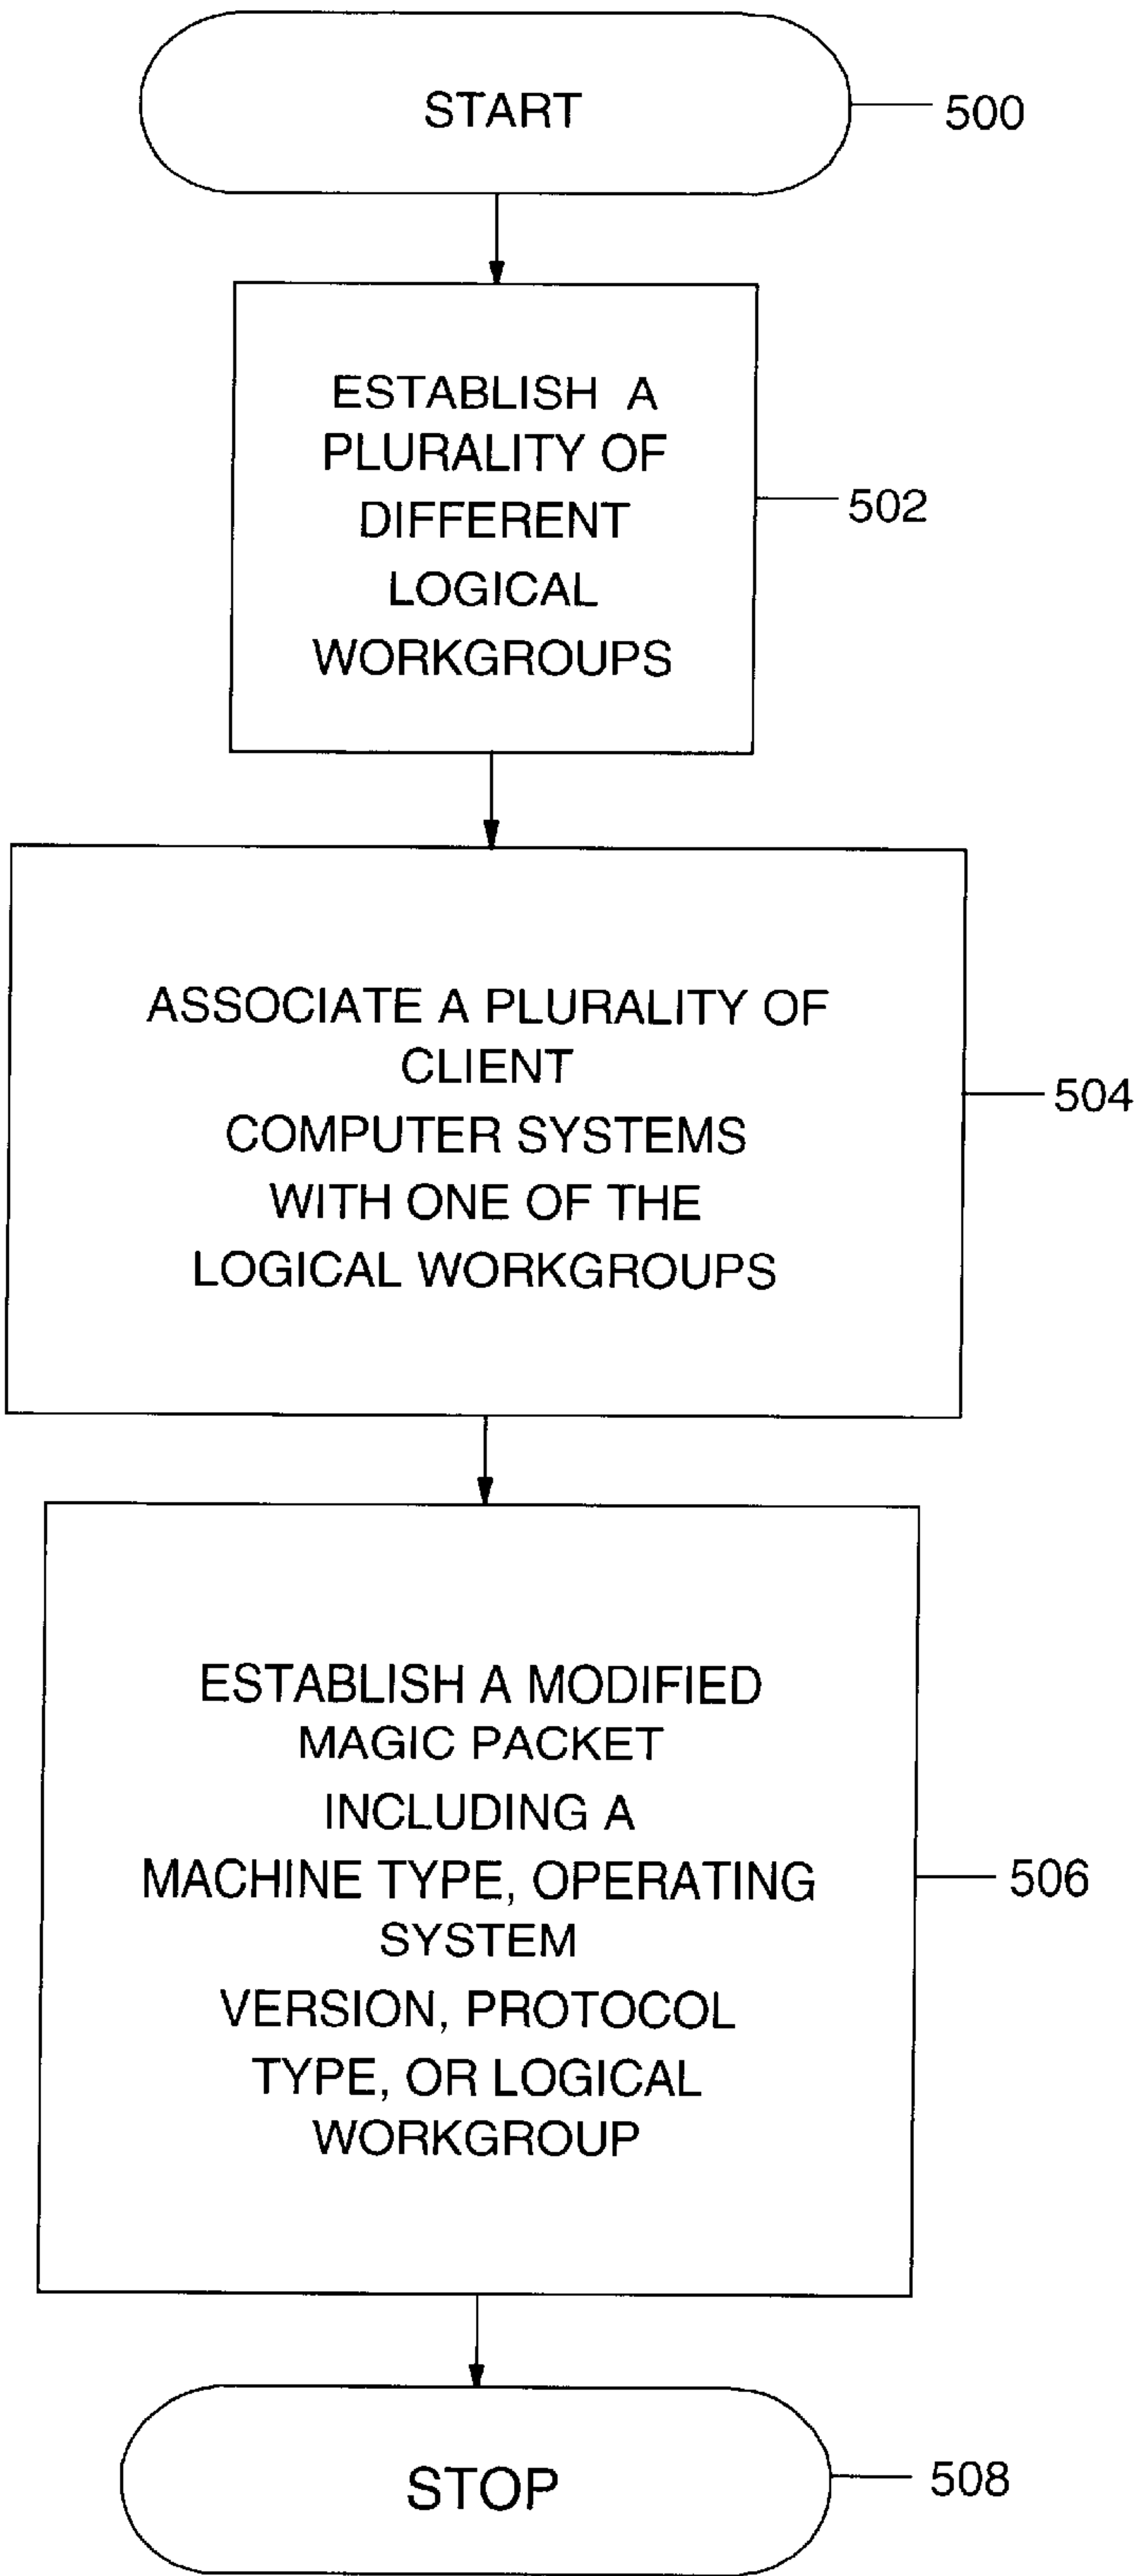 START
500
ESTABLISH A
PLURALITY OF
DIFFERENT
LOGICAL
WORKGROUPS
502
ASSOCIATE A PLURALITY OF
CLIENT
COMPUTER SYSTEMS
WITH ONE OF THE
LOGICAL WORKGROUPS
504
ESTABLISH A MODIFIED
MAGIC PACKET
INCLUDING A
MACHINE TYPE, OPERATING
SYSTEM
VERSION, PROTOCOL
TYPE, OR LOGICAL
WORKGROUP
506
STOP
508